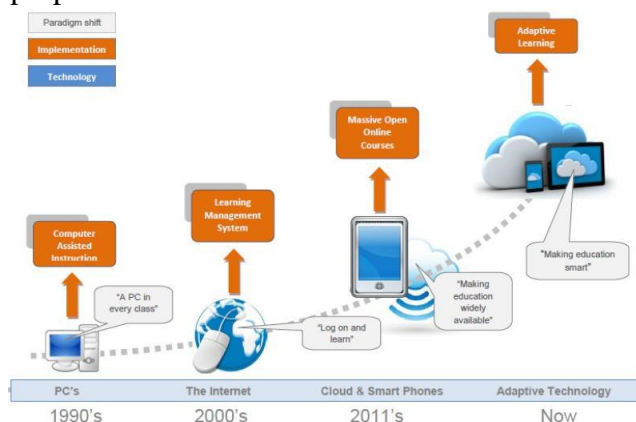 Paradigm shift
Implementation
Technology
Adaptive
Learning
Massive Open
Online
Courses
Learning
Management
System
Computer
Assisted
Instruction
"A PC in
every class"
"Log on and
learn"
"Making
education
widely
available"
"Making education
smart"
PC's
The Internet
Cloud & Smart Phones
Adaptive Technology
1990's
2000's
2011's
Now